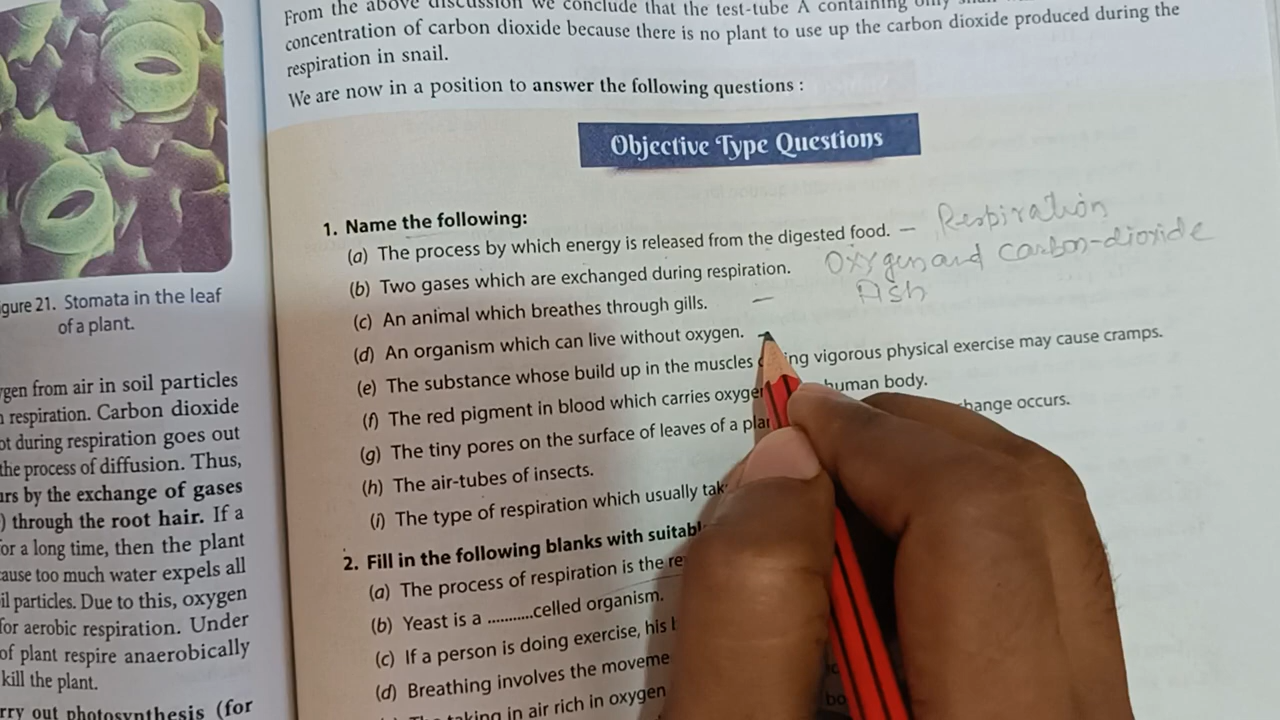 From the above discussion we conclude that the test-tube A containing only
concentration of carbon dioxide because there is no plant to use up the carbon dioxide produced during the
respiration in snail.
We are now in a position to answer the following questions :
Objective Type Questions
1. Name the following:
(a) The process by which energy is released from the digested food. — Respiration
(b) Two gases which are exchanged during respiration. Oxygen and carbon-dioxide
(c) An animal which breathes through gills. — Fish
(d) An organism which can live without oxygen. –
(e) The substance whose build up in the muscles during vigorous physical exercise may cause cramps.
(f) The red pigment in blood which carries oxygen human body.
(g) The tiny pores on the surface of leaves of a change occurs.
(h) The air-tubes of insects.
(i) The type of respiration which usually
2. Fill in the following blanks with
(a) The process of respiration is the
(b) Yeast is a ...........celled organism.
(c) If a person is doing exercise, his
(d) Breathing involves the
taking in air rich in oxygen
gure 21. Stomata in the leaf
of a plant.
gen from air in soil particles
respiration. Carbon dioxide
during respiration goes out
the process of diffusion. Thus,
urs by the exchange of gases
) through the root hair. If a
or a long time, then the plant
ause too much water expels all
il particles. Due to this, oxygen
for aerobic respiration. Under
of plant respire anaerobically
kill the plant.
rry out photosynthesis (for